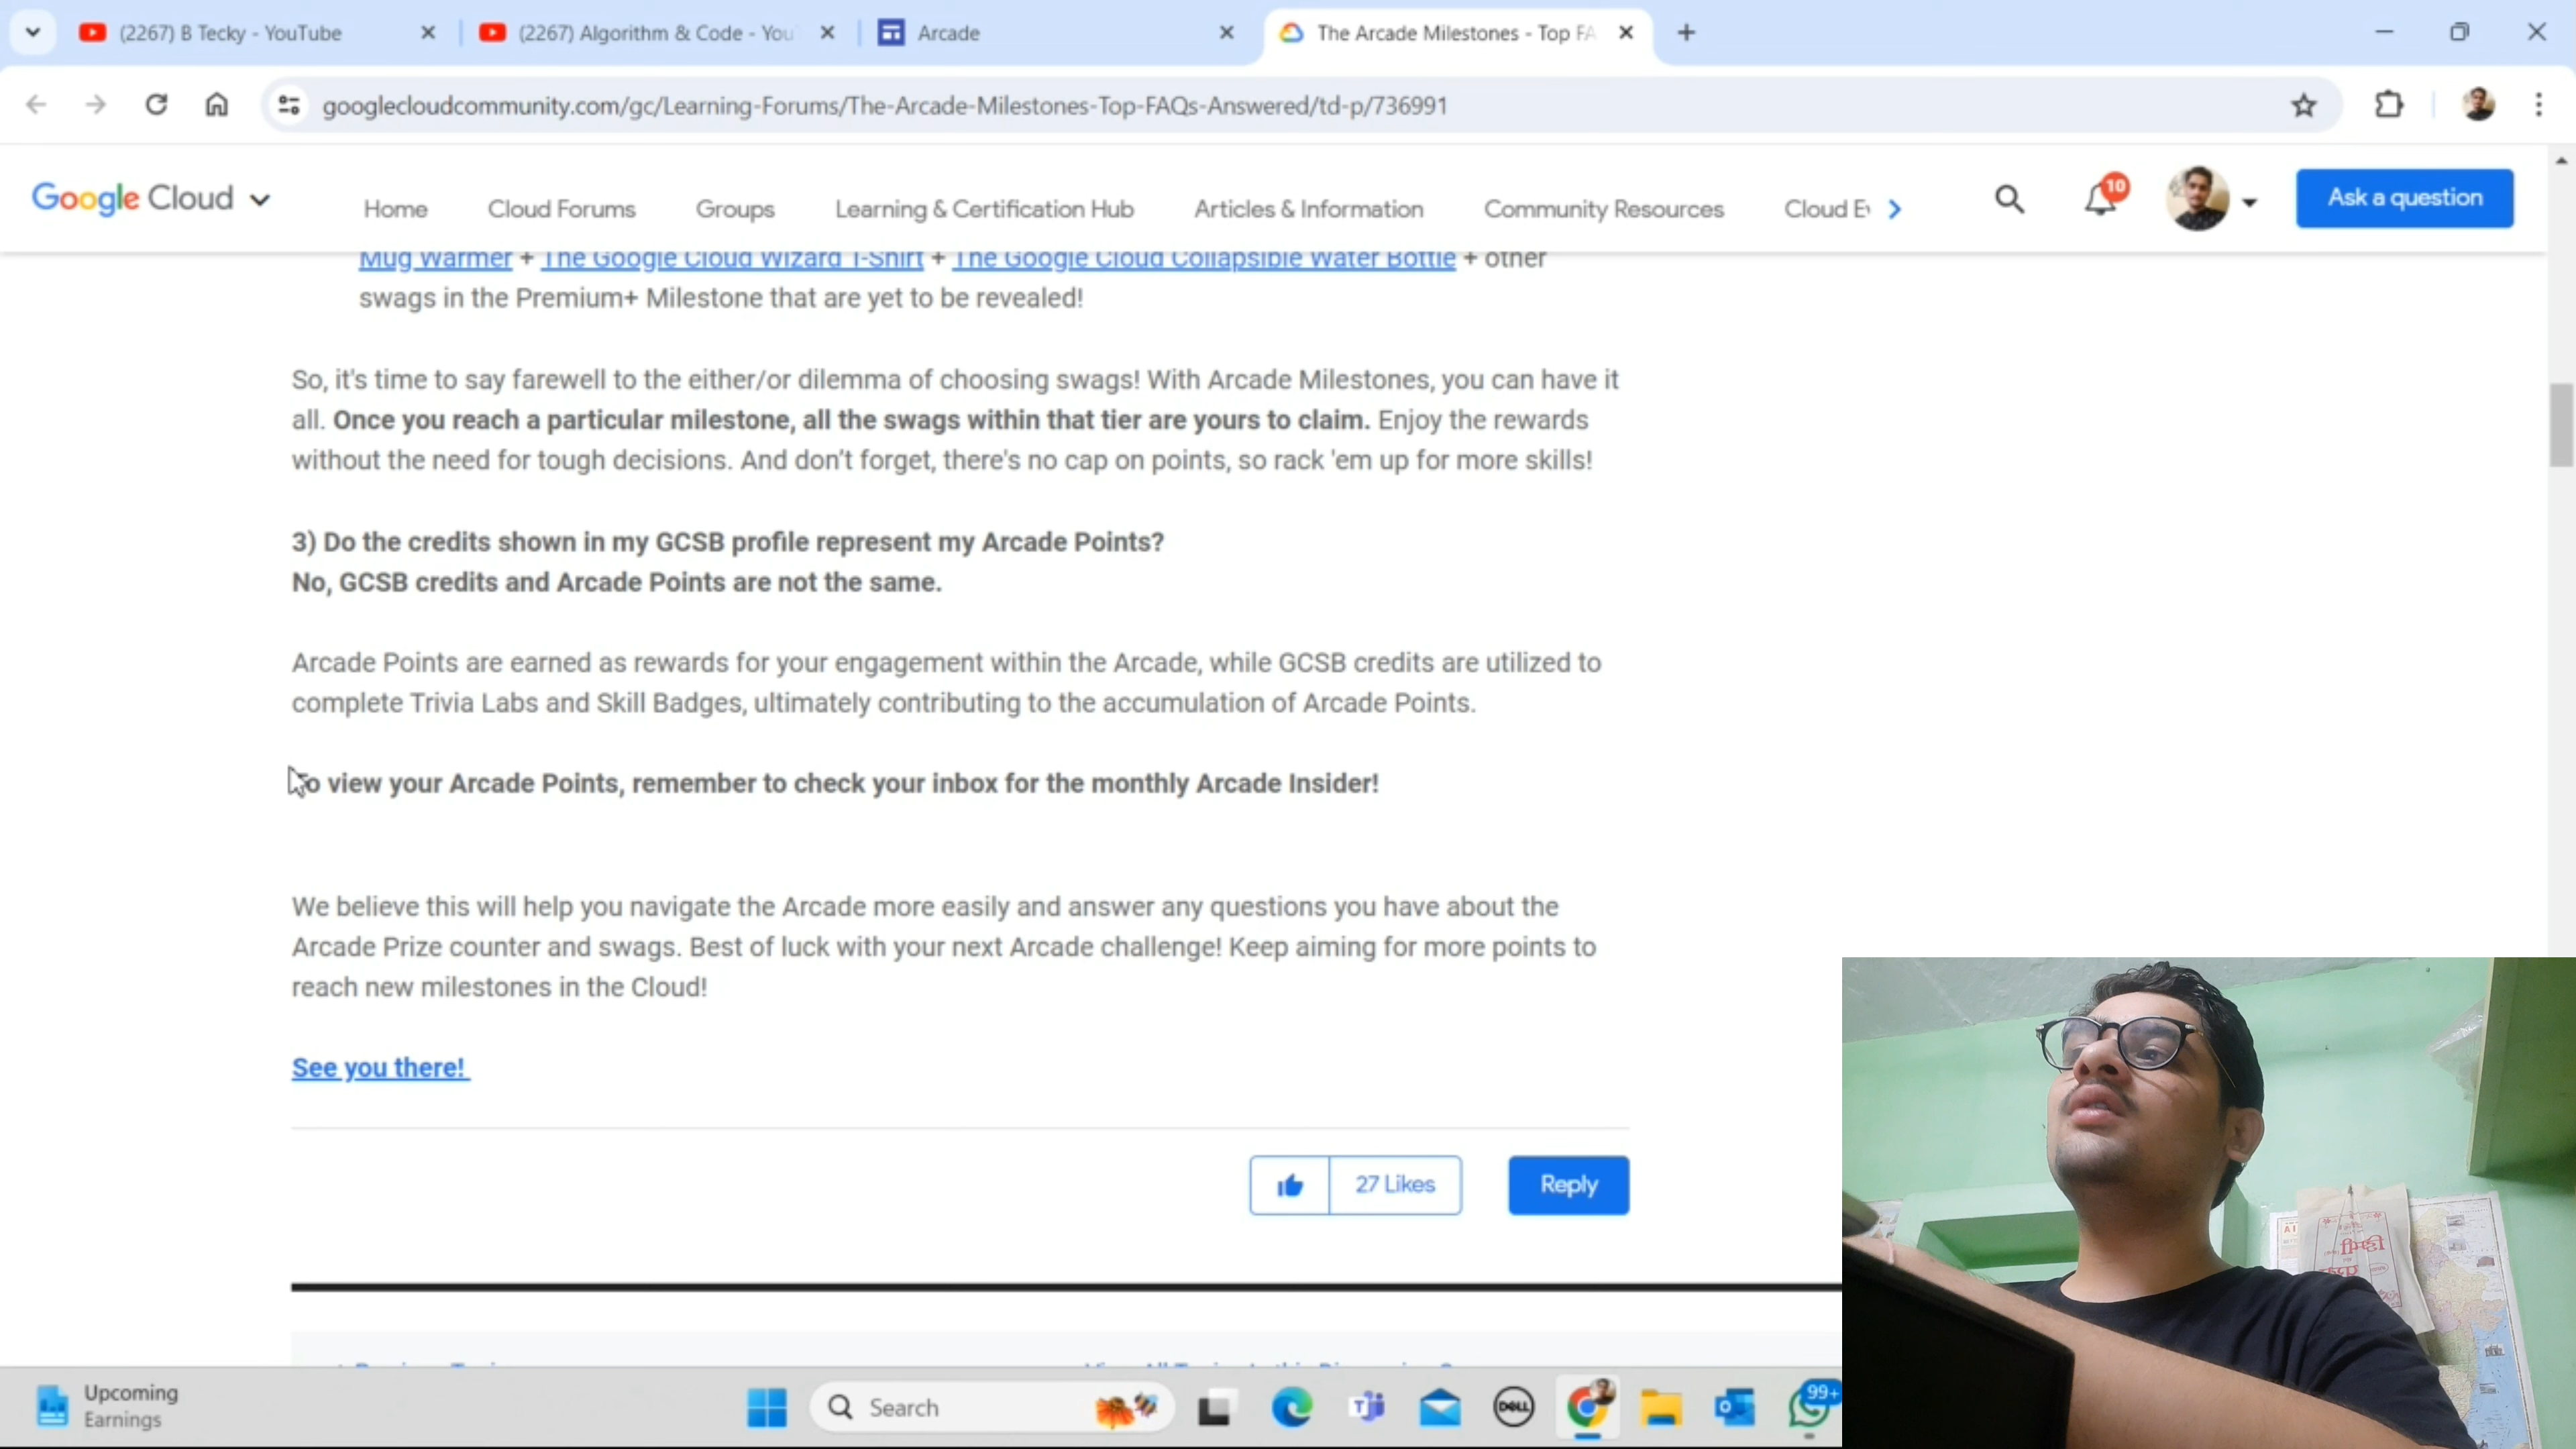 (2267) B Tecky - YouTube
(2267) Algorithm & Code - You
Arcade
The Arcade Milestones - Top FA
googlecloudcommunity.com/gc/Learning-Forums/The-Arcade-Milestones-Top-FAQs-Answered/td-p/736991
Google Cloud
Home
Cloud Forums
Groups
Learning & Certification Hub
Articles & Information
Community Resources
Cloud Ev
10
Ask a question
Mug Warmer + The Google Cloud Wizard T-Shirt + The Google Cloud Collapsible Water Bottle + other
swags in the Premium+ Milestone that are yet to be revealed!
So, it's time to say farewell to the either/or dilemma of choosing swags! With Arcade Milestones, you can have it
all. Once you reach a particular milestone, all the swags within that tier are yours to claim. Enjoy the rewards
without the need for tough decisions. And don't forget, there's no cap on points, so rack 'em up for more skills!
3) Do the credits shown in my GCSB profile represent my Arcade Points?
No, GCSB credits and Arcade Points are not the same.
Arcade Points are earned as rewards for your engagement within the Arcade, while GCSB credits are utilized to
complete Trivia Labs and Skill Badges, ultimately contributing to the accumulation of Arcade Points.
To view your Arcade Points, remember to check your inbox for the monthly Arcade Insider!
We believe this will help you navigate the Arcade more easily and answer any questions you have about the
Arcade Prize counter and swags. Best of luck with your next Arcade challenge! Keep aiming for more points to
reach new milestones in the Cloud!
See you there!
27 Likes
Reply
Upcoming
Earnings
Search
DELL
99+